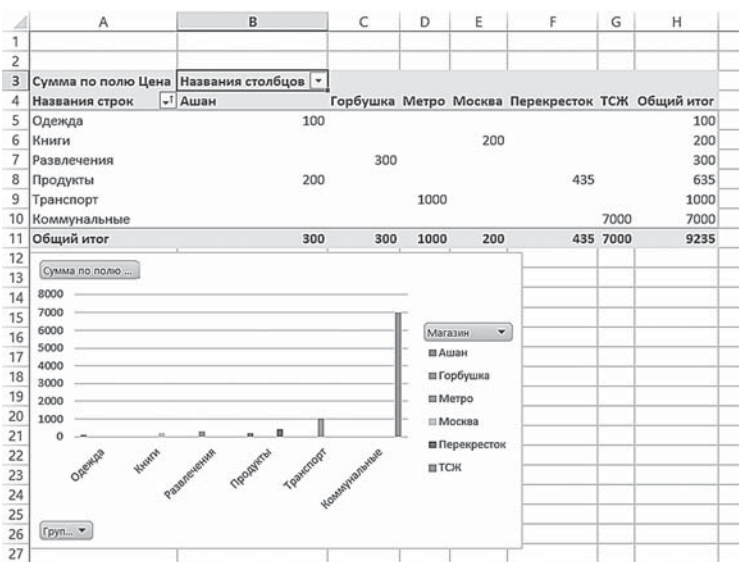 A B C D E F G H
1
2
3 Сумма по полю Цена Названия столбцов
4 Названия строк Ашан Горбушка Метро Москва Перекресток ТСЖ Общий итог
5 Одежда 100 100
6 Книги 200 200
7 Развлечения 300 300
8 Продукты 200 435 635
9 Транспорт 1000 1000
10 Коммунальные 7000 7000
11 Общий итог 300 300 1000 200 435 7000 9235
12
13
14
15
16
17
18
19
20
21
22
23
24
25
26
27
Сумма по полю ...
8000
7000
6000
5000
4000
3000
2000
1000
0
Одежда
Книги
Развлечения
Продукты
Транспорт
Коммунальные
Магазин
Ашан
Горбушка
Метро
Москва
Перекресток
ТСЖ
Груп...